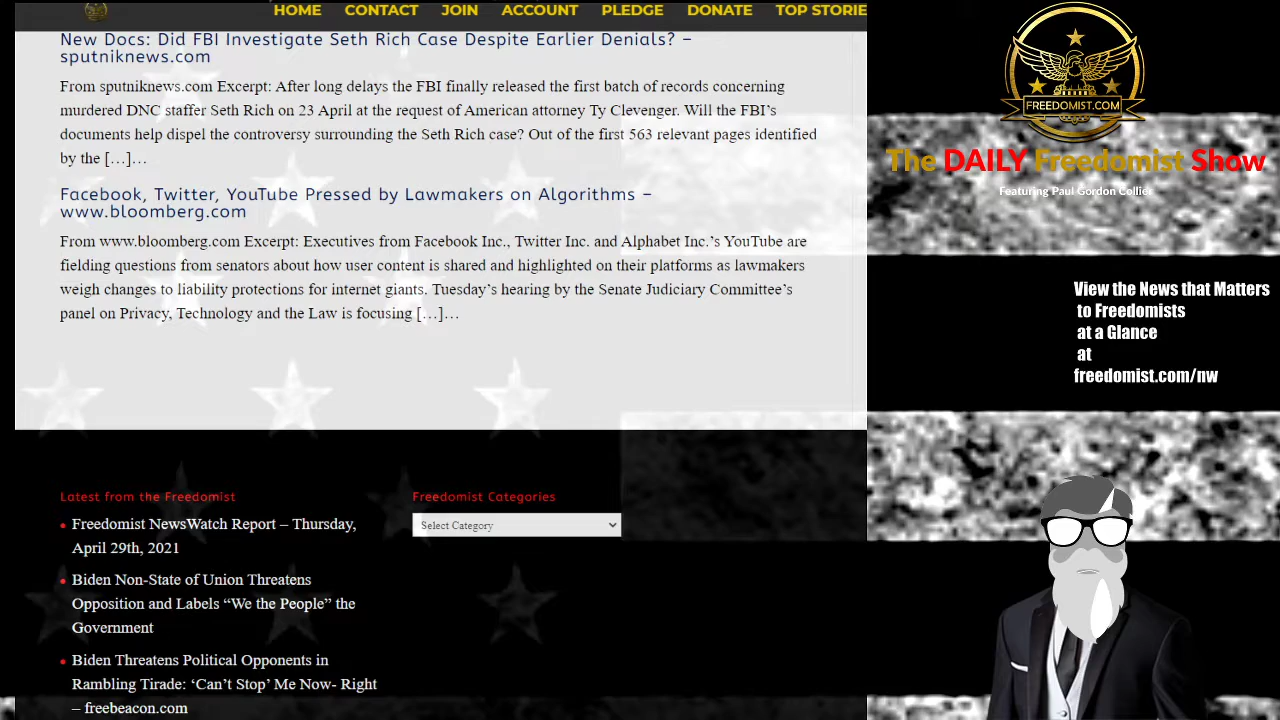 HOME CONTACT JOIN ACCOUNT PLEDGE DONATE TOP STORIE
New Docs: Did FBI Investigate Seth Rich Case Despite Earlier Denials? –
sputniknews.com
From sputniknews.com Excerpt: After long delays the FBI finally released the first batch of records concerning
murdered DNC staffer Seth Rich on 23 April at the request of American attorney Ty Clevenger. Will the FBI's
documents help dispel the controversy surrounding the Seth Rich case? Out of the first 563 relevant pages identified
by the […]…
Facebook, Twitter, YouTube Pressed by Lawmakers on Algorithms –
www.bloomberg.com
From www.bloomberg.com Excerpt: Executives from Facebook Inc., Twitter Inc. and Alphabet Inc.'s YouTube are
fielding questions from senators about how user content is shared and highlighted on their platforms as lawmakers
weigh changes to liability protections for internet giants. Tuesday's hearing by the Senate Judiciary Committee's
panel on Privacy, Technology and the Law is focusing […]…
Latest from the Freedomist
Freedomist NewsWatch Report – Thursday,
April 29th, 2021
Biden Non-State of Union Threatens
Opposition and Labels “We the People” the
Government
Biden Threatens Political Opponents in
Rambling Tirade: ‘Can’t Stop’ Me Now- Right
– freebeacon.com
Freedomist Categories
Select Category
FREEDOMIST.COM
The DAILY Freedomist Show
Featuring Paul Gordon Collier
View the News that Matters
to Freedomists
at a Glance
at
freedomist.com/nw